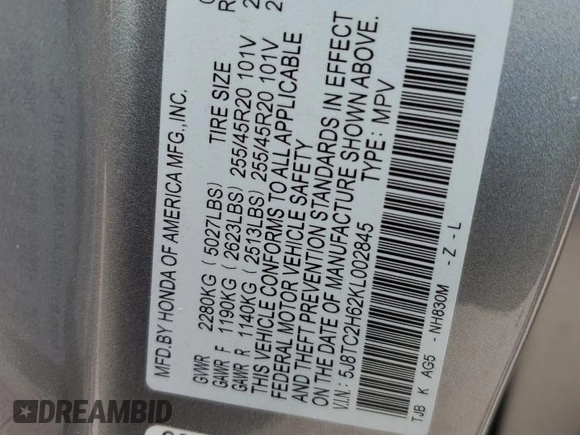 MFD.BY HONDA OF AMERICA MFG.,INC.
TIRE SIZE
GVWR 2280KG (5027LBS)
GAWR F 1190KG (2623LBS) 255/45R20 101V
GAWR R 1140KG (2513LBS) 255/45R20 101V
THIS VEHICLE CONFORMS TO ALL APPLICABLE
FEDERAL MOTOR VEHICLE SAFETY
AND THEFT PREVENTION STANDARDS IN EFFECT
ON THE DATE OF MANUFACTURE SHOWN ABOVE.
V.I.N.: 5J8TC2H62KL002845 TYPE: MPV
TJB K AG5 -NH830M -Z -L
DREAMBID